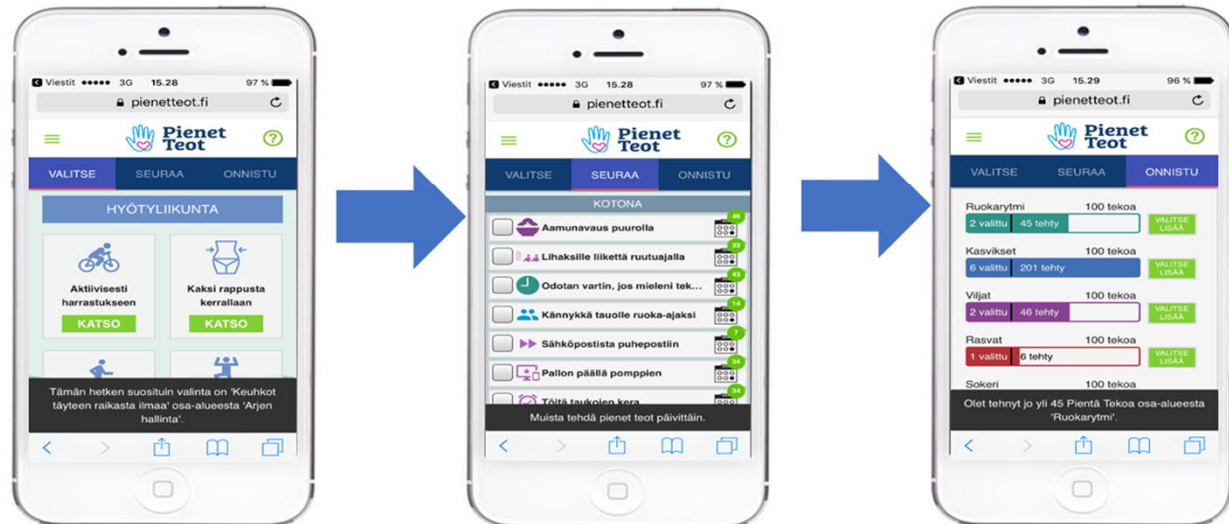 Viestit 3G 15.28 97 %
pienetteot.fi
Pienet
Teot
?
VALITSE SEURAA ONNISTU
HYÖTYLIIKUNTA
Aktiivisesti
harrastukseen
KATSO
Kaksi rappusta
kerrallaan
KATSO
Tämän hetken suosituin valinta on 'Keuhkot
täyteen raikasta ilmaa' osa-alueesta 'Arjen
hallinta'.
Viestit 3G 15.28 97 %
pienetteot.fi
Pienet
Teot
?
VALITSE SEURAA ONNISTU
KOTONA
Aamunavaus puurolla 46
Lihaksille liikettä ruutuajalla 33
Odotan vartin, jos mieleni tek... 43
Kännykkä tauolle ruoka-ajaksi 14
Sähköpostista puhepostiin 7
Pallon päällä pomppien 34
Töitä taukojen kera 34
Muista tehdä pienet teot päivittäin.
Viestit 3G 15.29 96 %
pienetteot.fi
Pienet
Teot
?
VALITSE SEURAA ONNISTU
Ruokarytmi 100 tekoa
2 valittu 45 tehty VALITSE
LISÄÄ
Kasvikset 100 tekoa
6 valittu 201 tehty VALITSE
LISÄÄ
Viljat 100 tekoa
2 valittu 46 tehty VALITSE
LISÄÄ
Rasvat 100 tekoa
1 valittu 6 tehty VALITSE
LISÄÄ
Sokeri 100 tekoa
Olet tehnyt jo yli 45 Pientä Tekoa osa-alueesta
'Ruokarytmi'.